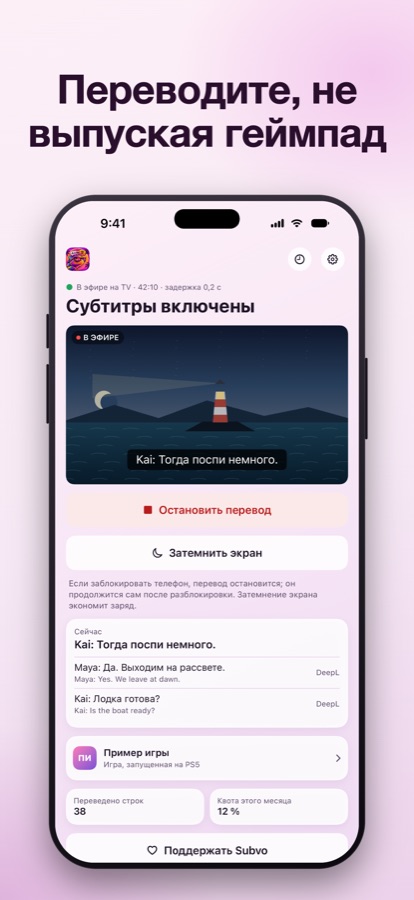 Переводите, не
выпуская геймпад
9:41
В эфире на TV · 42:10 · задержка 0,2 с
Субтитры включены
В ЭФИРЕ
Kai: Тогда поспи немного.
Остановить перевод
Затемнить экран
Если заблокировать телефон, перевод остановится; он
продолжится сам после разблокировки. Затемнение экрана
экономит заряд.
Сейчас
Kai: Тогда поспи немного.
Maya: Да. Выходим на рассвете.
Maya: Yes. We leave at dawn.
DeepL
Kai: Лодка готова?
Kai: Is the boat ready?
DeepL
ПИ
Пример игры
Игра, запущенная на PS5
Переведено строк
38
Квота этого месяца
12 %
Поддержать Subvo